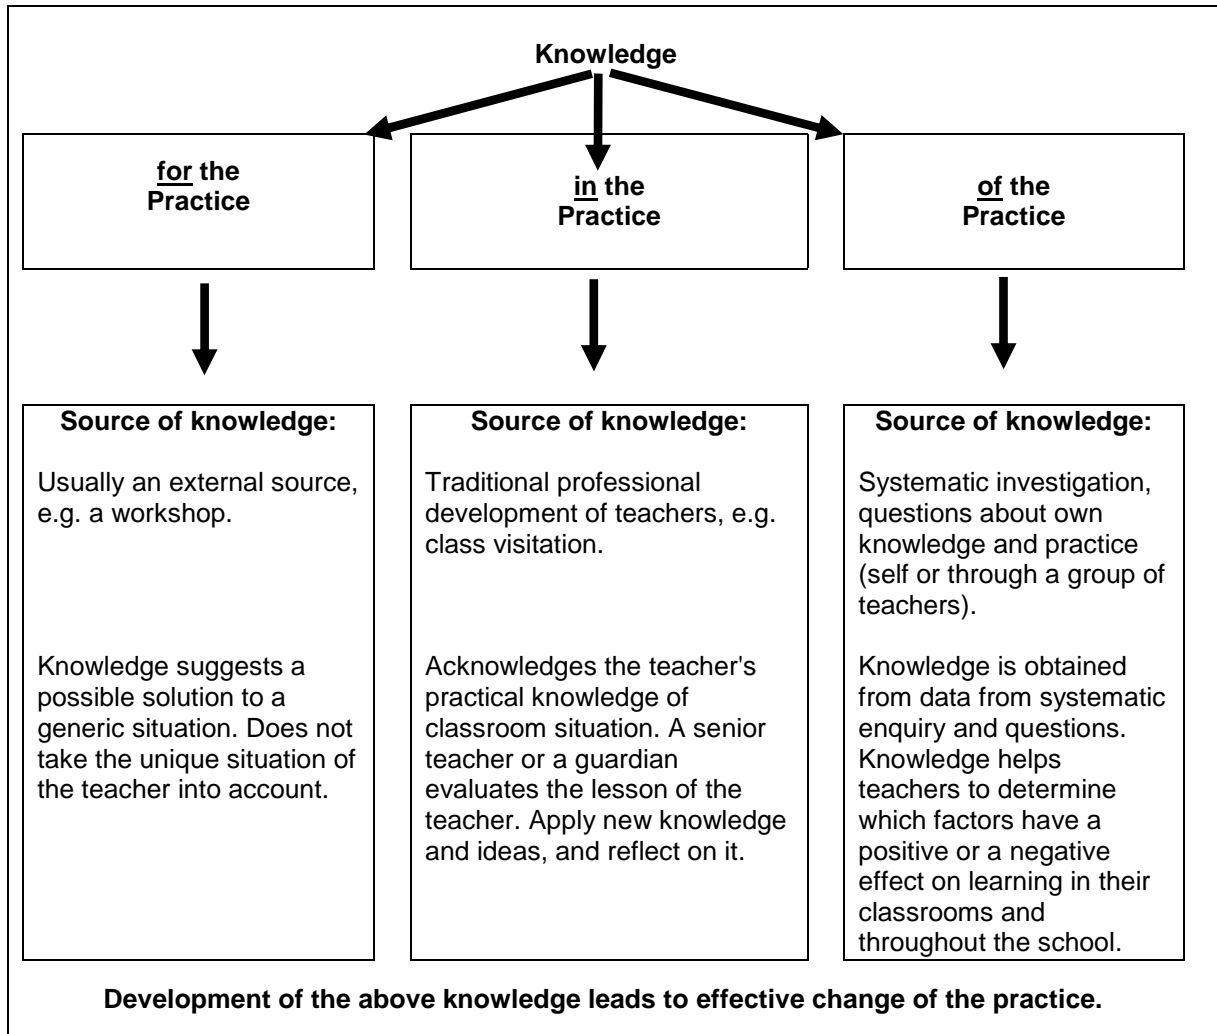 Knowledge
for the
Practice
in the
Practice
of the
Practice
Source of knowledge:
Usually an external source,
e.g. a workshop.
Knowledge suggests a
possible solution to a
generic situation. Does not
take the unique situation of
the teacher into account.
Source of knowledge:
Traditional professional
development of teachers, e.g.
class visitation.
Acknowledges the teacher's
practical knowledge of
classroom situation. A senior
teacher or a guardian
evaluates the lesson of the
teacher. Apply new knowledge
and ideas, and reflect on it.
Source of knowledge:
Systematic investigation,
questions about own
knowledge and practice
(self or through a group of
teachers).
Knowledge is obtained
from data from systematic
enquiry and questions.
Knowledge helps
teachers to determine
which factors have a
positive or a negative
effect on learning in their
classrooms and
throughout the school.
Development of the above knowledge leads to effective change of the practice.